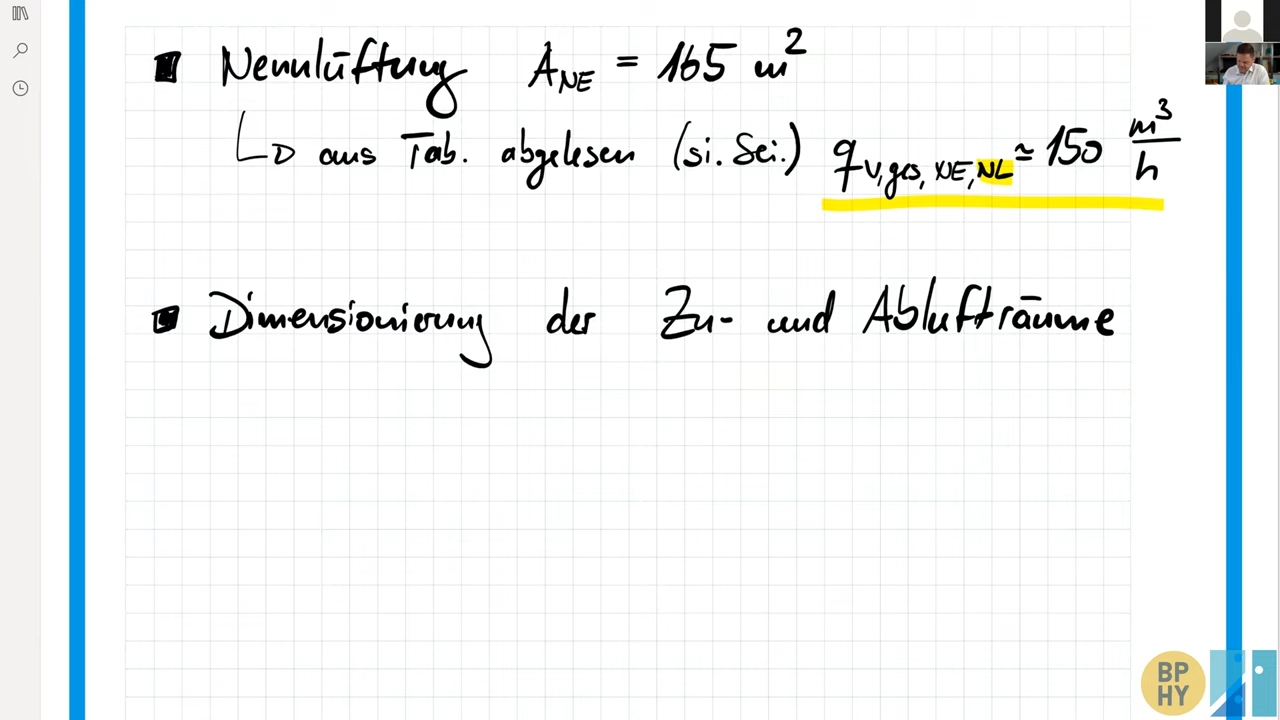 Nennlüftung A_NE = 165 m²
↳ aus Tab. abgelesen (si. Sei.) q_v,ges,NE,NL ≈ 150 m³/h
Dimensionierung der Zu- und Ablufträume
BP
HY